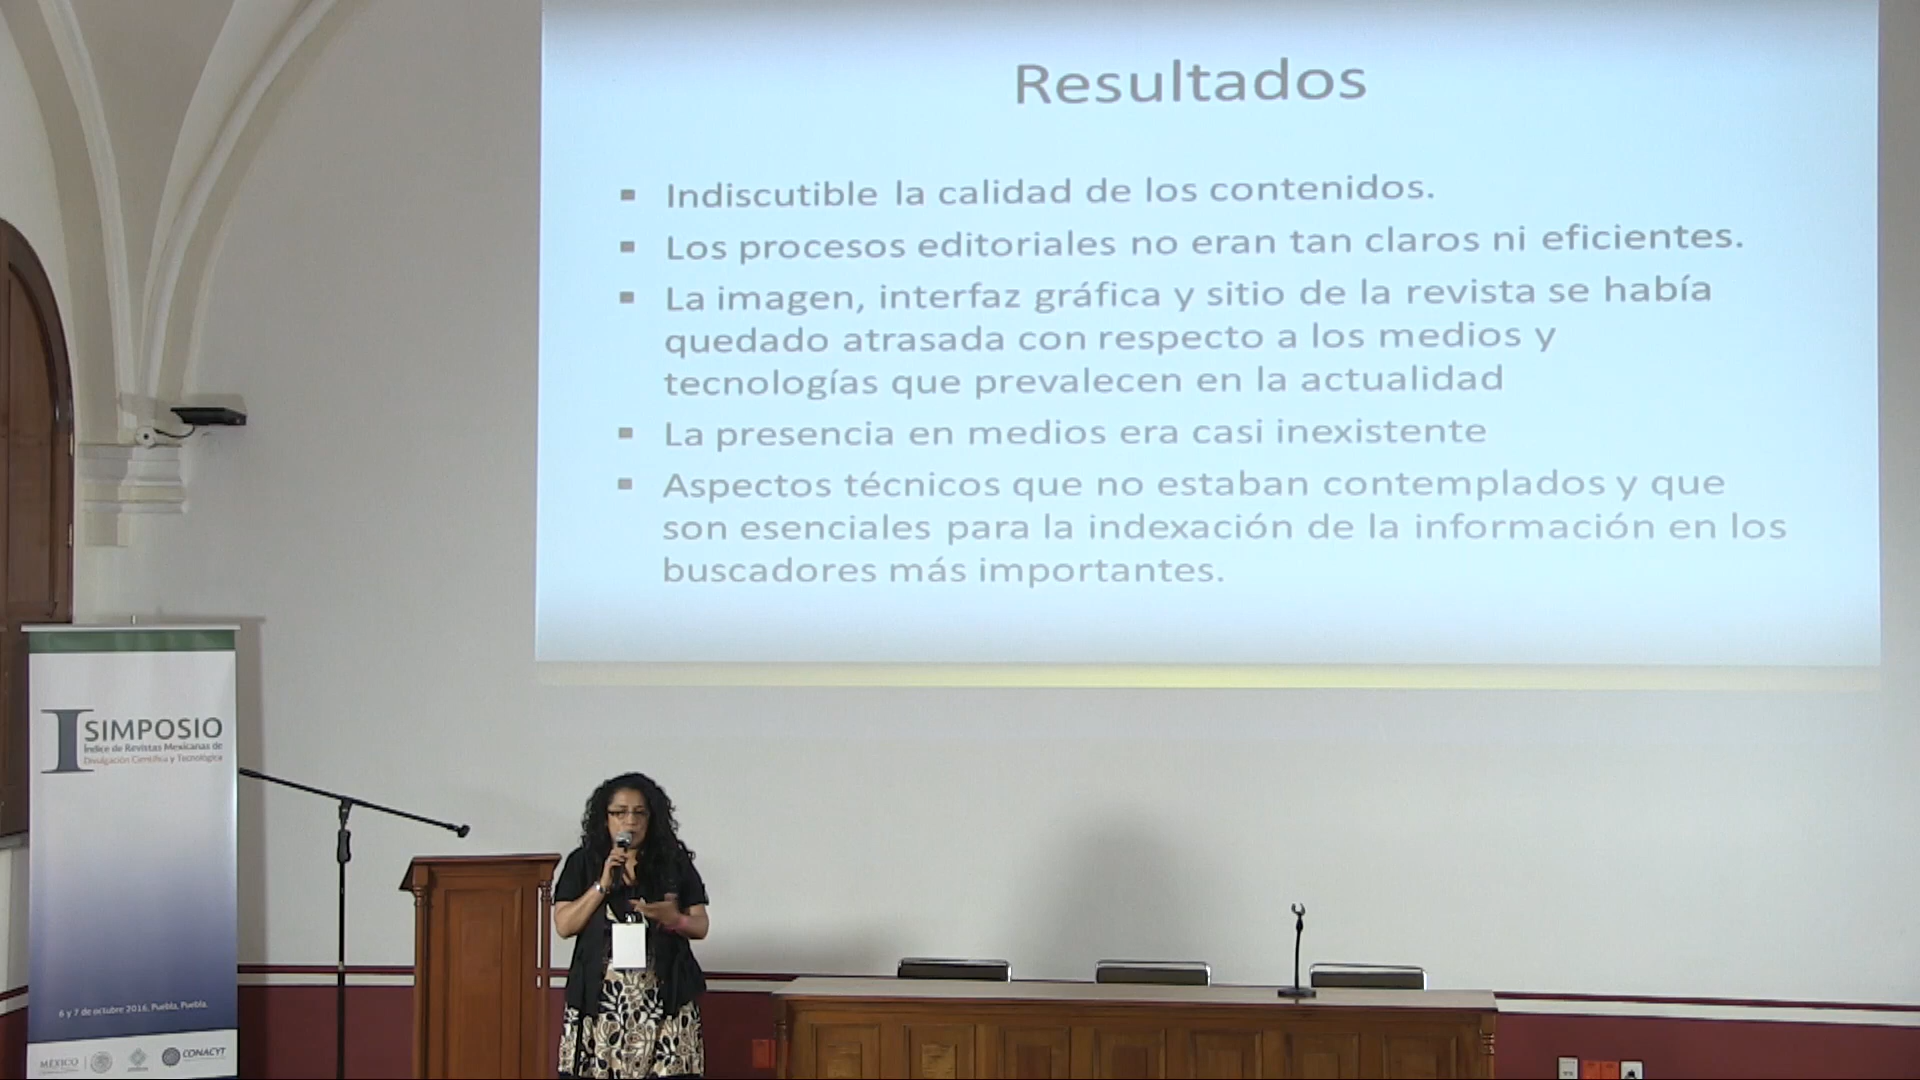 Resultados
Indiscutible la calidad de los contenidos.
Los procesos editoriales no eran tan claros ni eficientes.
La imagen, interfaz gráfica y sitio de la revista se había
quedado atrasada con respecto a los medios y
tecnologías que prevalecen en la actualidad
La presencia en medios era casi inexistente
Aspectos técnicos que no estaban contemplados y que
son esenciales para la indexación de la información en los
buscadores más importantes.
I SIMPOSIO
Índice de Revistas Mexicanas de
Divulgación Científica y Tecnológica
6 y 7 de octubre 2016, Puebla, Puebla.
MÉXICO
CONACYT